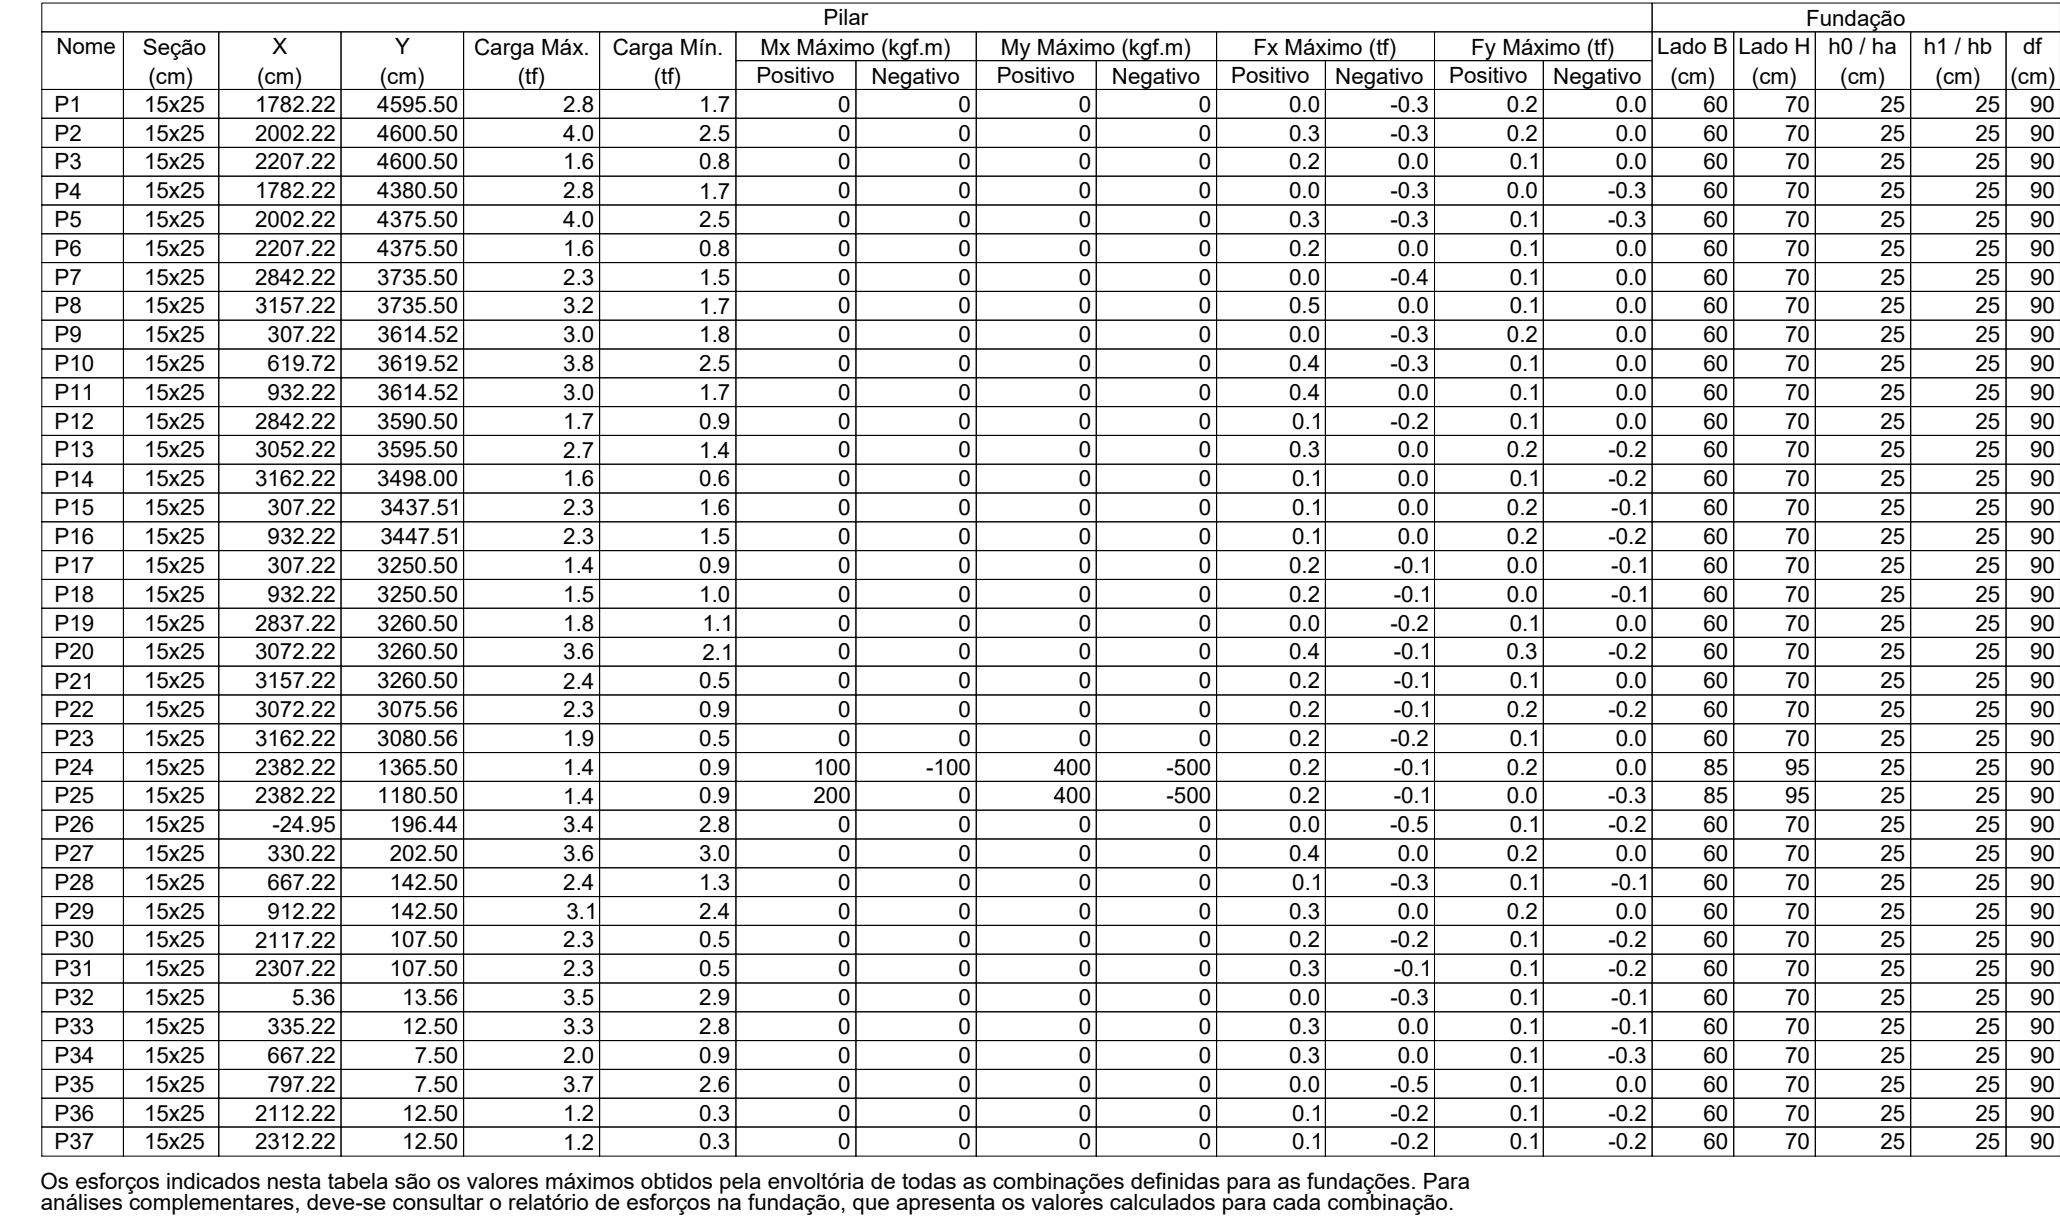 Pilar Fundação
Nome Seção X Y Carga Máx. Carga Mín. Mx Máximo (kgf.m) My Máximo (kgf.m) Fx Máximo (tf) Fy Máximo (tf) Lado B Lado H h0 / ha h1 / hb df
(cm) (cm) (cm) (tf) (tf) Positivo Negativo Positivo Negativo Positivo Negativo Positivo Negativo (cm) (cm) (cm) (cm) (cm)
P1 15x25 1782.22 4595.50 2.8 1.7 0 0 0 0 0.0 -0.3 0.2 0.0 60 70 25 25 90
P2 15x25 2002.22 4600.50 4.0 2.5 0 0 0 0 0.3 -0.3 0.2 0.0 60 70 25 25 90
P3 15x25 2207.22 4600.50 1.6 0.8 0 0 0 0 0.2 0.0 0.1 0.0 60 70 25 25 90
P4 15x25 1782.22 4380.50 2.8 1.7 0 0 0 0 0.0 -0.3 0.0 -0.3 60 70 25 25 90
P5 15x25 2002.22 4375.50 4.0 2.5 0 0 0 0 0.3 -0.3 0.1 -0.3 60 70 25 25 90
P6 15x25 2207.22 4375.50 1.6 0.8 0 0 0 0 0.2 0.0 0.1 0.0 60 70 25 25 90
P7 15x25 2842.22 3735.50 2.3 1.5 0 0 0 0 0.0 -0.4 0.1 0.0 60 70 25 25 90
P8 15x25 3157.22 3735.50 3.2 1.7 0 0 0 0 0.5 0.0 0.1 0.0 60 70 25 25 90
P9 15x25 307.22 3614.52 3.0 1.8 0 0 0 0 0.0 -0.3 0.2 0.0 60 70 25 25 90
P10 15x25 619.72 3619.52 3.8 2.5 0 0 0 0 0.4 -0.3 0.1 0.0 60 70 25 25 90
P11 15x25 932.22 3614.52 3.0 1.7 0 0 0 0 0.4 0.0 0.1 0.0 60 70 25 25 90
P12 15x25 2842.22 3590.50 1.7 0.9 0 0 0 0 0.1 -0.2 0.1 0.0 60 70 25 25 90
P13 15x25 3052.22 3595.50 2.7 1.4 0 0 0 0 0.3 0.0 0.2 -0.2 60 70 25 25 90
P14 15x25 3162.22 3498.00 1.6 0.6 0 0 0 0 0.1 0.0 0.1 -0.2 60 70 25 25 90
P15 15x25 307.22 3437.51 2.3 1.6 0 0 0 0 0.1 0.0 0.2 -0.1 60 70 25 25 90
P16 15x25 932.22 3447.51 2.3 1.5 0 0 0 0 0.1 0.0 0.2 -0.2 60 70 25 25 90
P17 15x25 307.22 3250.50 1.4 0.9 0 0 0 0 0.2 -0.1 0.0 -0.1 60 70 25 25 90
P18 15x25 932.22 3250.50 1.5 1.0 0 0 0 0 0.2 -0.1 0.0 -0.1 60 70 25 25 90
P19 15x25 2837.22 3260.50 1.8 1.1 0 0 0 0 0.0 -0.2 0.1 0.0 60 70 25 25 90
P20 15x25 3072.22 3260.50 3.6 2.1 0 0 0 0 0.4 -0.1 0.3 -0.2 60 70 25 25 90
P21 15x25 3157.22 3260.50 2.4 0.5 0 0 0 0 0.2 -0.1 0.1 0.0 60 70 25 25 90
P22 15x25 3072.22 3075.56 2.3 0.9 0 0 0 0 0.2 -0.1 0.2 -0.2 60 70 25 25 90
P23 15x25 3162.22 3080.56 1.9 0.5 0 0 0 0 0.2 -0.2 0.1 0.0 60 70 25 25 90
P24 15x25 2382.22 1365.50 1.4 0.9 100 -100 400 -500 0.2 -0.1 0.2 0.0 85 95 25 25 90
P25 15x25 2382.22 1180.50 1.4 0.9 200 0 400 -500 0.2 -0.1 0.0 -0.3 85 95 25 25 90
P26 15x25 -24.95 196.44 3.4 2.8 0 0 0 0 0.0 -0.5 0.1 -0.2 60 70 25 25 90
P27 15x25 330.22 202.50 3.6 3.0 0 0 0 0 0.4 0.0 0.2 0.0 60 70 25 25 90
P28 15x25 667.22 142.50 2.4 1.3 0 0 0 0 0.1 -0.3 0.1 -0.1 60 70 25 25 90
P29 15x25 912.22 142.50 3.1 2.4 0 0 0 0 0.3 0.0 0.2 0.0 60 70 25 25 90
P30 15x25 2117.22 107.50 2.3 0.5 0 0 0 0 0.2 -0.2 0.1 -0.2 60 70 25 25 90
P31 15x25 2307.22 107.50 2.3 0.5 0 0 0 0 0.3 -0.1 0.1 -0.2 60 70 25 25 90
P32 15x25 5.36 13.56 3.5 2.9 0 0 0 0 0.0 -0.3 0.1 -0.1 60 70 25 25 90
P33 15x25 335.22 12.50 3.3 2.8 0 0 0 0 0.3 0.0 0.1 -0.1 60 70 25 25 90
P34 15x25 667.22 7.50 2.0 0.9 0 0 0 0 0.3 0.0 0.1 -0.3 60 70 25 25 90
P35 15x25 797.22 7.50 3.7 2.6 0 0 0 0 0.0 -0.5 0.1 0.0 60 70 25 25 90
P36 15x25 2112.22 12.50 1.2 0.3 0 0 0 0 0.1 -0.2 0.1 -0.2 60 70 25 25 90
P37 15x25 2312.22 12.50 1.2 0.3 0 0 0 0 0.1 -0.2 0.1 -0.2 60 70 25 25 90
Os esforços indicados nesta tabela são os valores máximos obtidos pela envoltória de todas as combinações definidas para as fundações. Para
análises complementares, deve-se consultar o relatório de esforços na fundação, que apresenta os valores calculados para cada combinação.